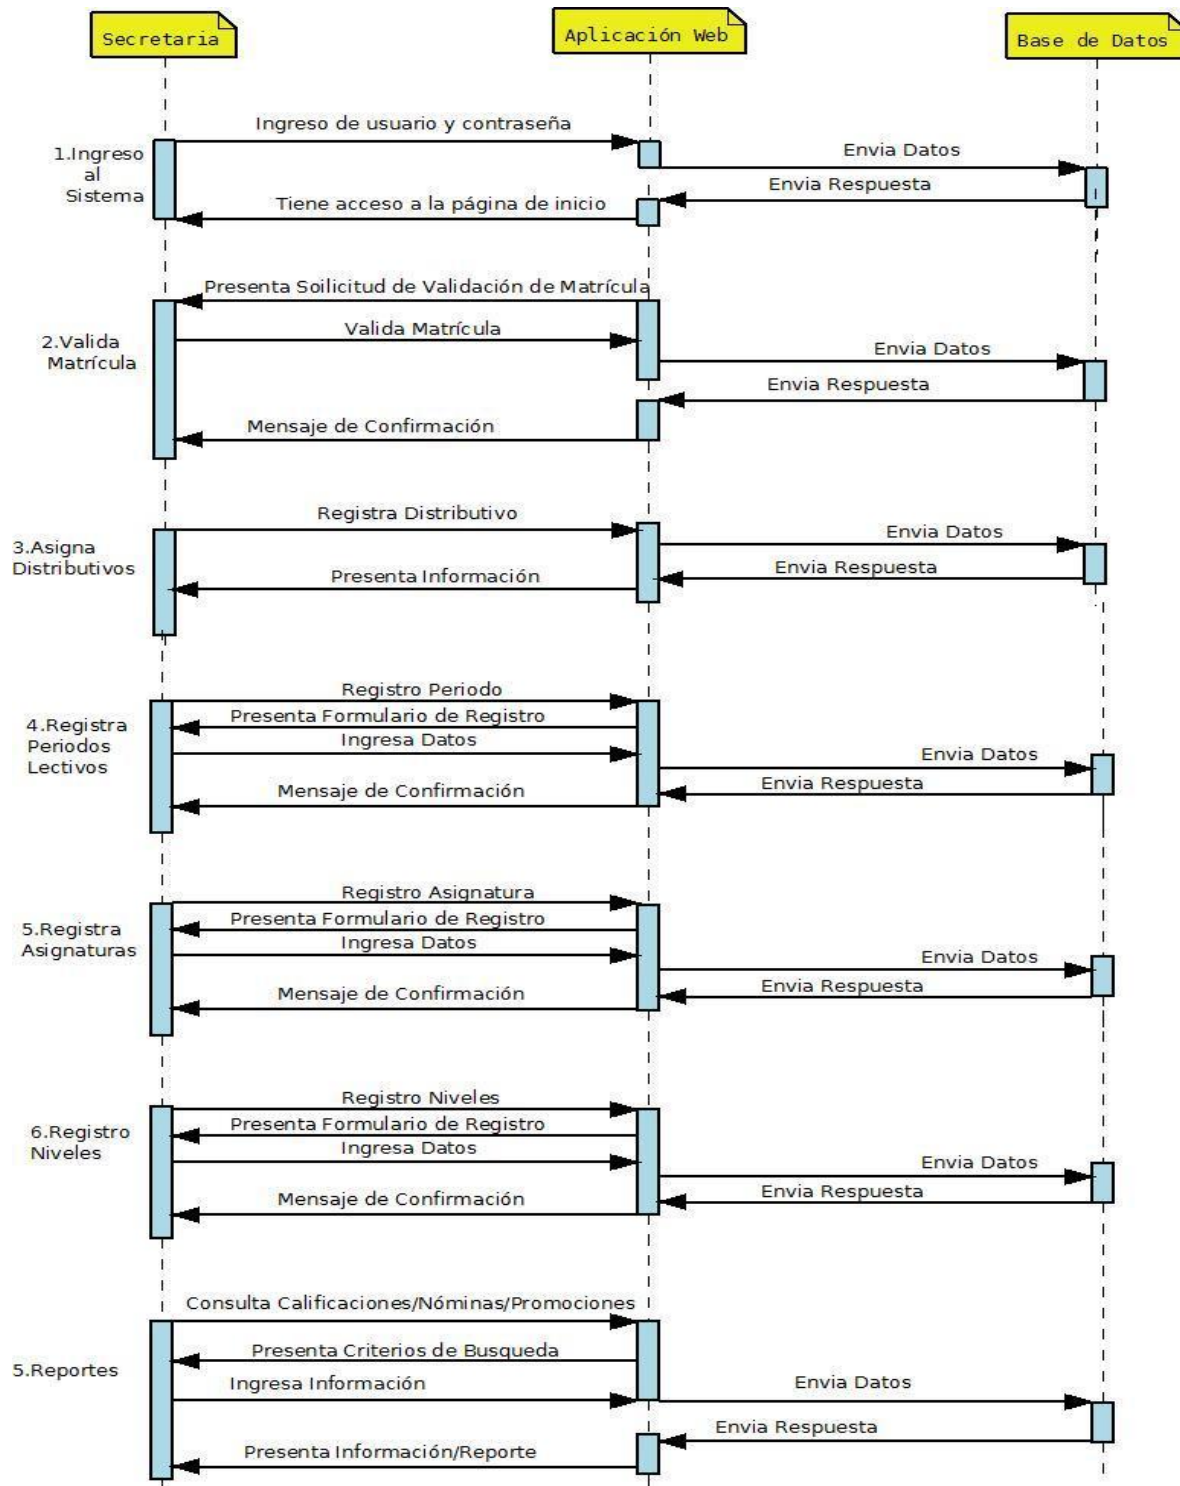 Secretaria
Aplicación Web
Base de Datos
Ingreso de usuario y contraseña
1.Ingreso
al
Sistema
Envia Datos
Envia Respuesta
Tiene acceso a la página de inicio
Presenta Soilicitud de Validación de Matrícula
2.Valida
Matrícula
Valida Matrícula
Envia Datos
Envia Respuesta
Mensaje de Confirmación
Registra Distributivo
3.Asigna
Distributivos
Envia Datos
Envia Respuesta
Presenta Información
Registro Periodo
4.Registra
Periodos
Lectivos
Presenta Formulario de Registro
Ingresa Datos
Envia Datos
Envia Respuesta
Mensaje de Confirmación
Registro Asignatura
5.Registra
Asignaturas
Presenta Formulario de Registro
Ingresa Datos
Envia Datos
Envia Respuesta
Mensaje de Confirmación
Registro Niveles
6.Registro
Niveles
Presenta Formulario de Registro
Ingresa Datos
Envia Datos
Envia Respuesta
Mensaje de Confirmación
Consulta Calificaciones/Nóminas/Promociones
5.Reportes
Presenta Criterios de Busqueda
Ingresa Información
Envia Datos
Envia Respuesta
Presenta Información/Reporte